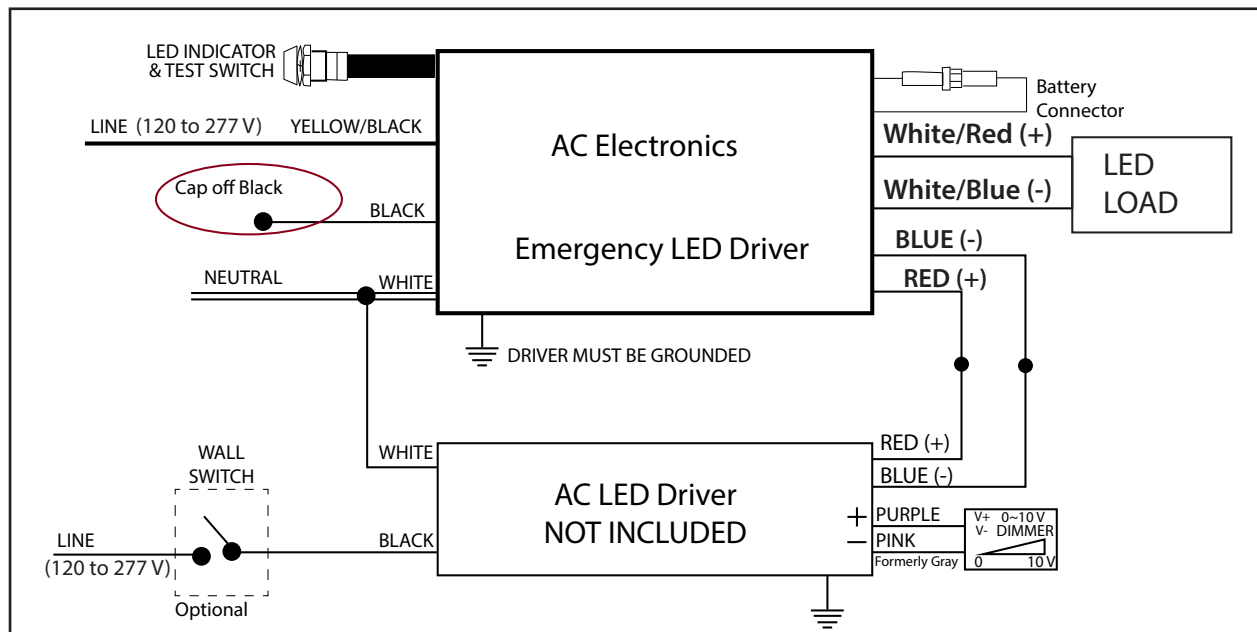 LED INDICATOR
& TEST SWITCH
Battery
Connector
LINE (120 to 277 V) YELLOW/BLACK
AC Electronics
White/Red (+)
LED
LOAD
Cap off Black
White/Blue (-)
BLACK
Emergency LED Driver
BLUE (-)
NEUTRAL WHITE
RED (+)
DRIVER MUST BE GROUNDED
WALL
SWITCH
WHITE
RED (+)
AC LED Driver
NOT INCLUDED
BLUE (-)
+ PURPLE
V+ 0~10 V
V- DIMMER
− PINK
0 10 V
Formerly Gray
LINE
(120 to 277 V)
BLACK
Optional